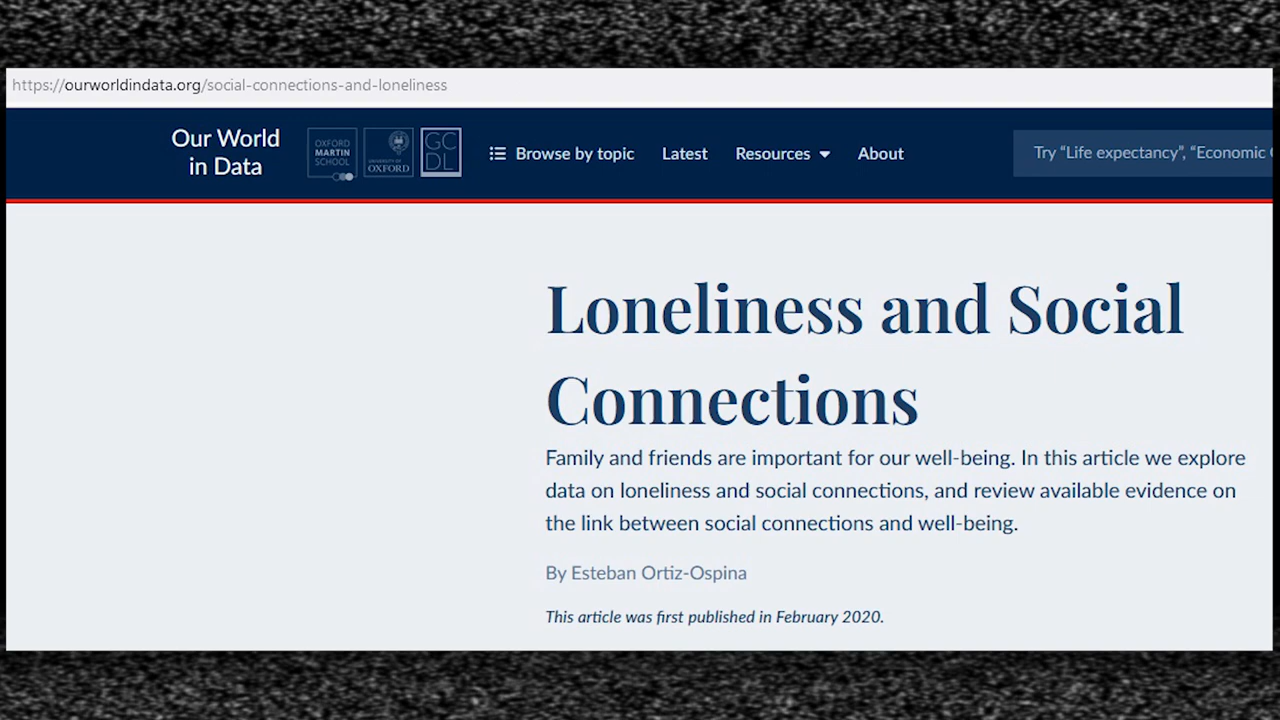 https://ourworldindata.org/social-connections-and-loneliness
Our World
in Data
OXFORD
MARTIN
SCHOOL
UNIVERSITY OF
OXFORD
GC
DL
Browse by topic
Latest
Resources
About
Try “Life expectancy”, “Economic
Loneliness and Social
Connections
Family and friends are important for our well-being. In this article we explore
data on loneliness and social connections, and review available evidence on
the link between social connections and well-being.
By Esteban Ortiz-Ospina
This article was first published in February 2020.